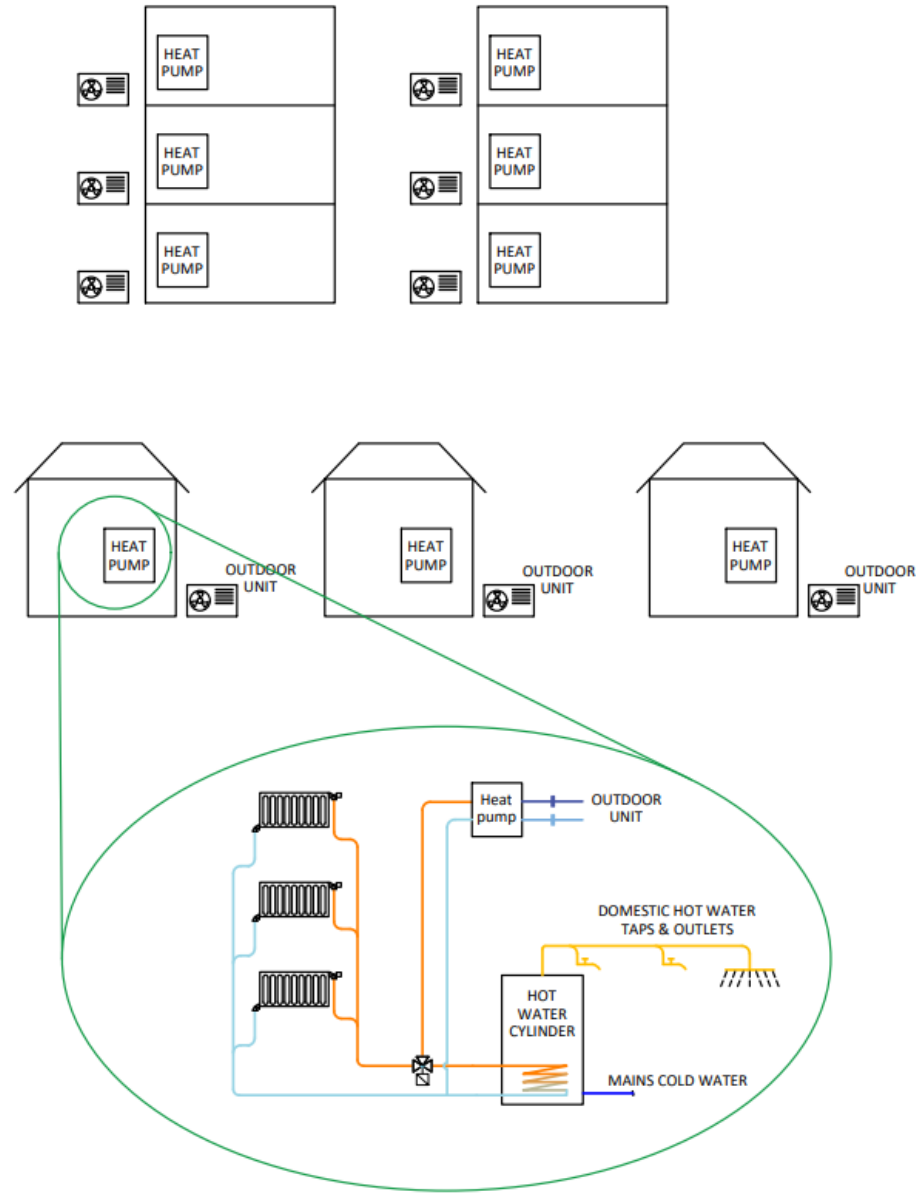 HEAT
PUMP
HEAT
PUMP
HEAT
PUMP
HEAT
PUMP
HEAT
PUMP
HEAT
PUMP
HEAT
PUMP
OUTDOOR
UNIT
HEAT
PUMP
OUTDOOR
UNIT
HEAT
PUMP
OUTDOOR
UNIT
Heat
pump
OUTDOOR
UNIT
DOMESTIC HOT WATER
TAPS & OUTLETS
HOT
WATER
CYLINDER
MAINS COLD WATER